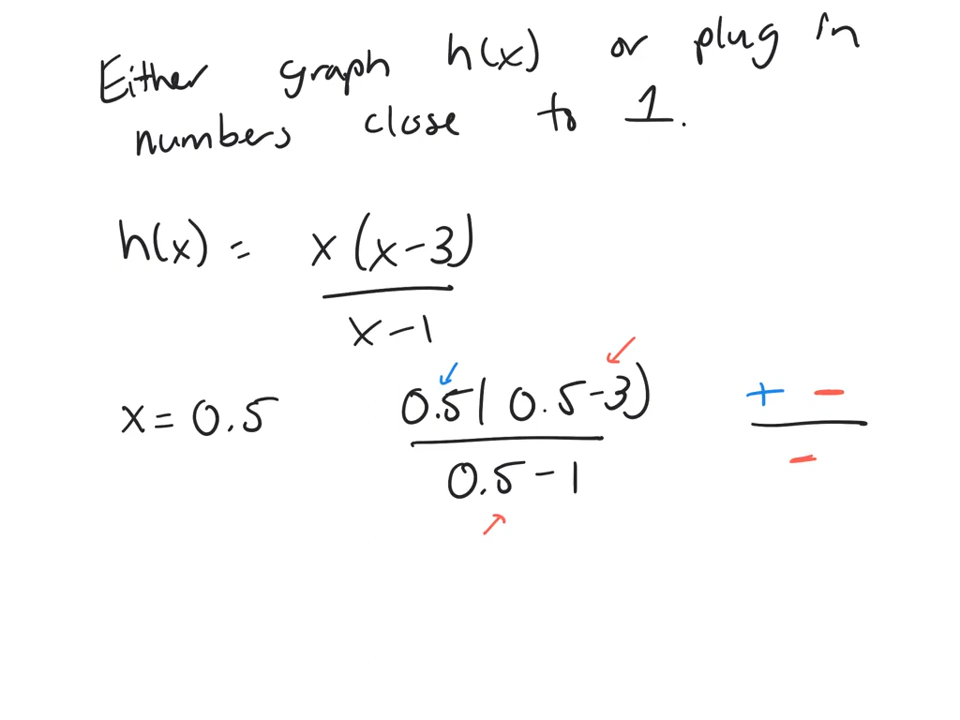 Either graph h(x) or plug in
numbers close to 1.
h(x) = x(x-3)
x-1
x = 0.5 0.5(0.5-3) + -
0.5-1 -